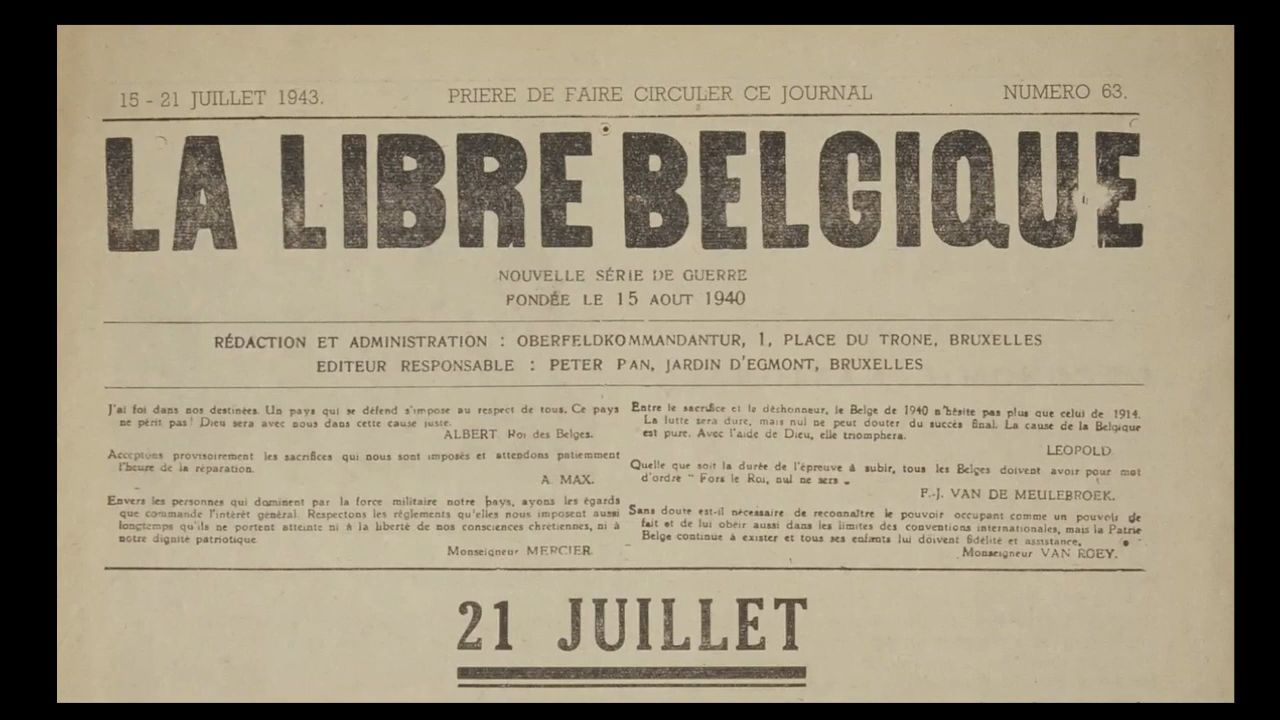 15 - 21 JUILLET 1943. PRIERE DE FAIRE CIRCULER CE JOURNAL NUMERO 63.
LA LIBRE BELGIQUE
NOUVELLE SÉRIE DE GUERRE
FONDÉE LE 15 AOUT 1940
RÉDACTION ET ADMINISTRATION : OBERFELDKOMMANDANTUR, 1, PLACE DU TRONE, BRUXELLES
EDITEUR RESPONSABLE : PETER PAN, JARDIN D'EGMONT, BRUXELLES
J'ai foi dans nos destinées. Un pays qui se défend s'impose au respect de tous. Ce pays
ne périt pas! Dieu sera avec nous dans cette cause juste.
ALBERT Roi des Belges.
Acceptons provisoirement les sacrifices qui nous sont imposés et attendons patiemment
l'heure de la réparation.
A. MAX.
Envers les personnes qui dominent par la force militaire notre pays, ayons les égards
que commande l'intérêt général. Respectons les règlements qu'elles nous imposent aussi
longtemps qu'ils ne portent atteinte ni à la liberté de nos consciences chrétiennes, ni à
notre dignité patriotique
Monseigneur MERCIER
Entre le sacrifice et le déshonneur, le Belge de 1940 n'hésite pas plus que celui de 1914.
La lutte sera dure, mais nul ne peut douter du succès final. La cause de la Belgique
est pure. Avec l'aide de Dieu, elle triomphera.
LEOPOLD
Quelle que soit la durée de l'épreuve à subir, tous les Belges doivent avoir pour mot
d'ordre " Fors le Roi, nul ne sers „
F.-J. VAN DE MEULEBROEK.
Sans doute est-il nécessaire de reconnaître le pouvoir occupant comme un pouvoir de
fait et de lui obéir aussi dans les limites des conventions internationales, mais la Patrie
Belge continue à exister et tous ses enfants lui doivent fidélité et assistance.
Monseigneur VAN ROEY.
21 JUILLET